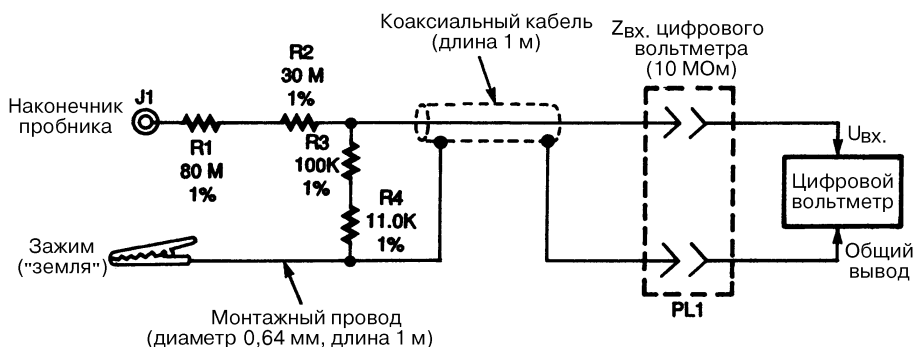 Коаксиальный кабель
(длина 1 м)
Zвх. цифрового
вольтметра
(10 МОм)
R2
30 M
1%
Наконечник
пробника
J1
R1
80 M
1%
R3
100K
1%
R4
11.0K
1%
Uвх.
Цифровой
вольтметр
Зажим
("земля")
Общий
вывод
PL1
Монтажный провод
(диаметр 0,64 мм, длина 1 м)